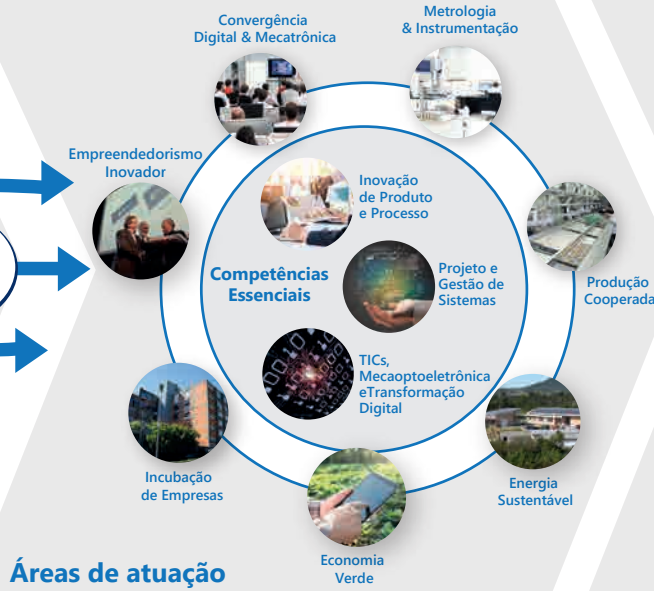 Convergência
Digital & Mecatrônica
Metrologia
& Instrumentação
Empreendedorismo
Inovador
Inovação
de Produto
e Processo
Competências
Essenciais
Projeto e
Gestão de
Sistemas
Produção
Cooperada
TICs,
Mecaoptoeletrônica
eTransformação
Digital
Incubação
de Empresas
Energia
Sustentável
Economia
Verde
Áreas de atuação